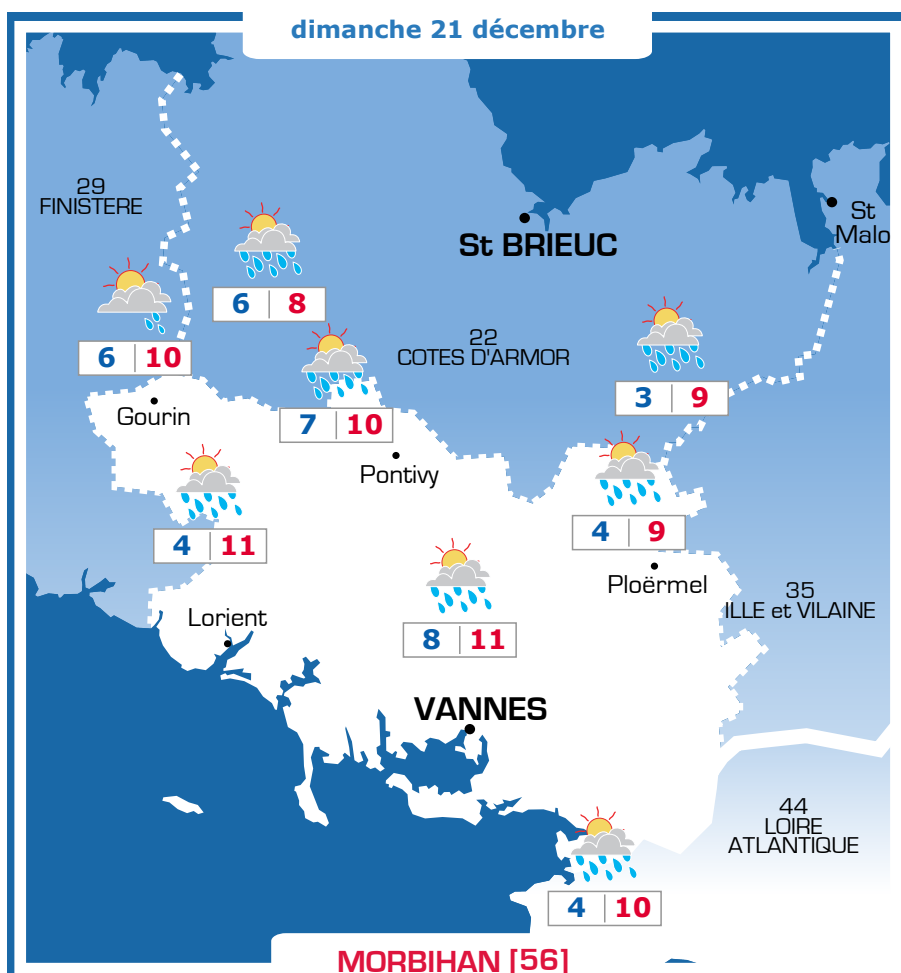 dimanche 21 décembre
29
FINISTERE
St
Malo
St BRIEUC
6 8
22
COTES D'ARMOR
6 10
3 9
Gourin
7 10
Pontivy
4 11
4 9
Ploërmel
35
ILLE et VILAINE
Lorient
8 11
VANNES
44
LOIRE
ATLANTIQUE
4 10
MORBIHAN [56]